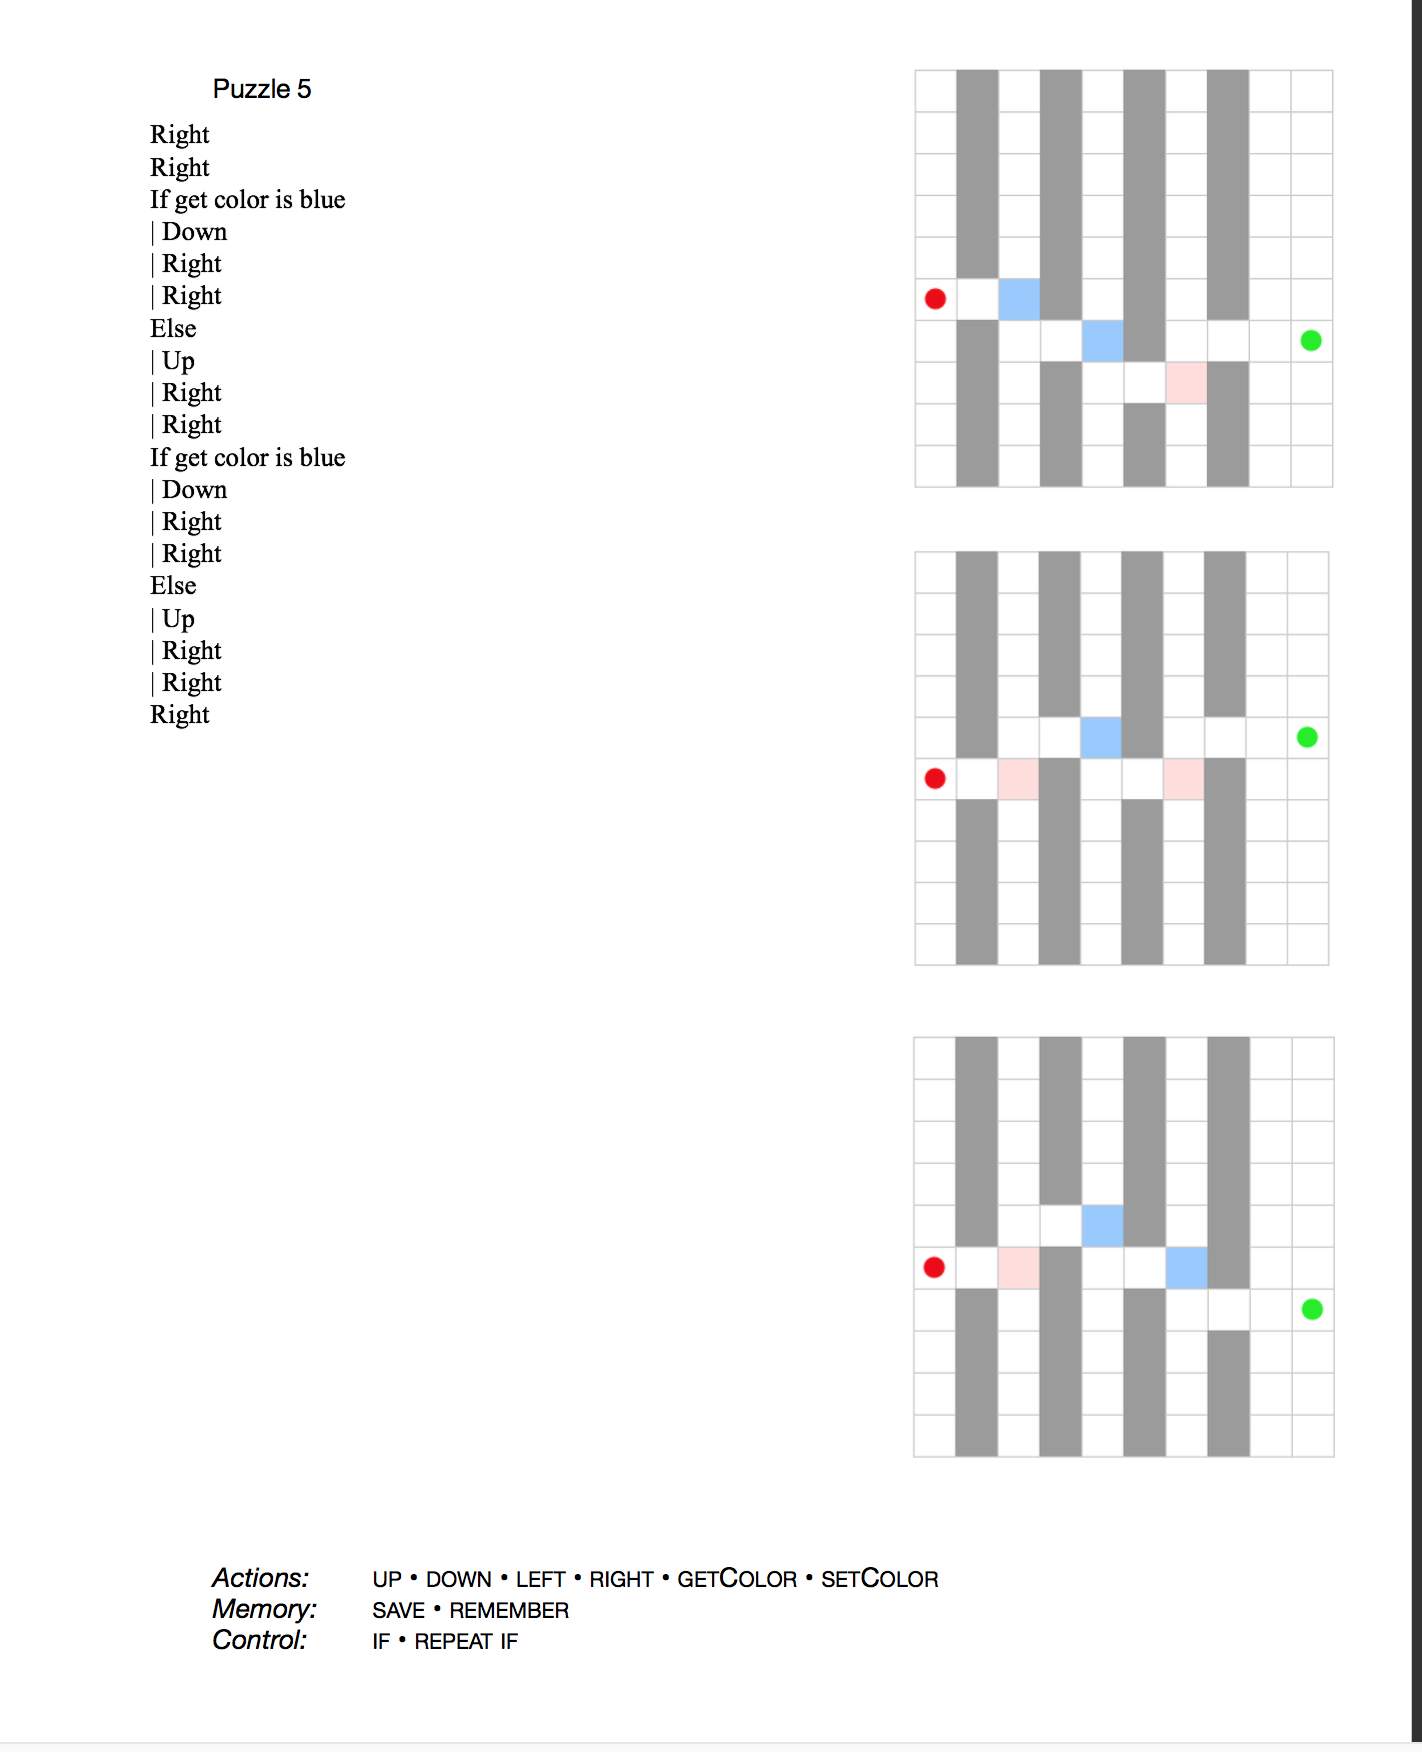 Puzzle 5
Right
Right
If get color is blue
| Down
| Right
| Right
Else
| Up
| Right
| Right
If get color is blue
| Down
| Right
| Right
Else
| Up
| Right
| Right
Right
Actions: UP • DOWN • LEFT • RIGHT • GETCOLOR • SETCOLOR
Memory: SAVE • REMEMBER
Control: IF • REPEAT IF